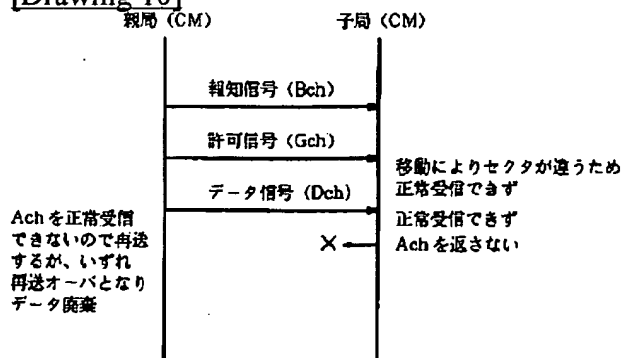 [Drawing 10]
親局（CM）
子局（CM）
報知信号（Bch）
許可信号（Gch）
移動によりセクタが違うため
正常受信できず
データ信号（Dch）
正常受信できず
Achを返さない
Achを正常受信
できないので再送
するが、いずれ
再送オーバとなり
データ廃棄